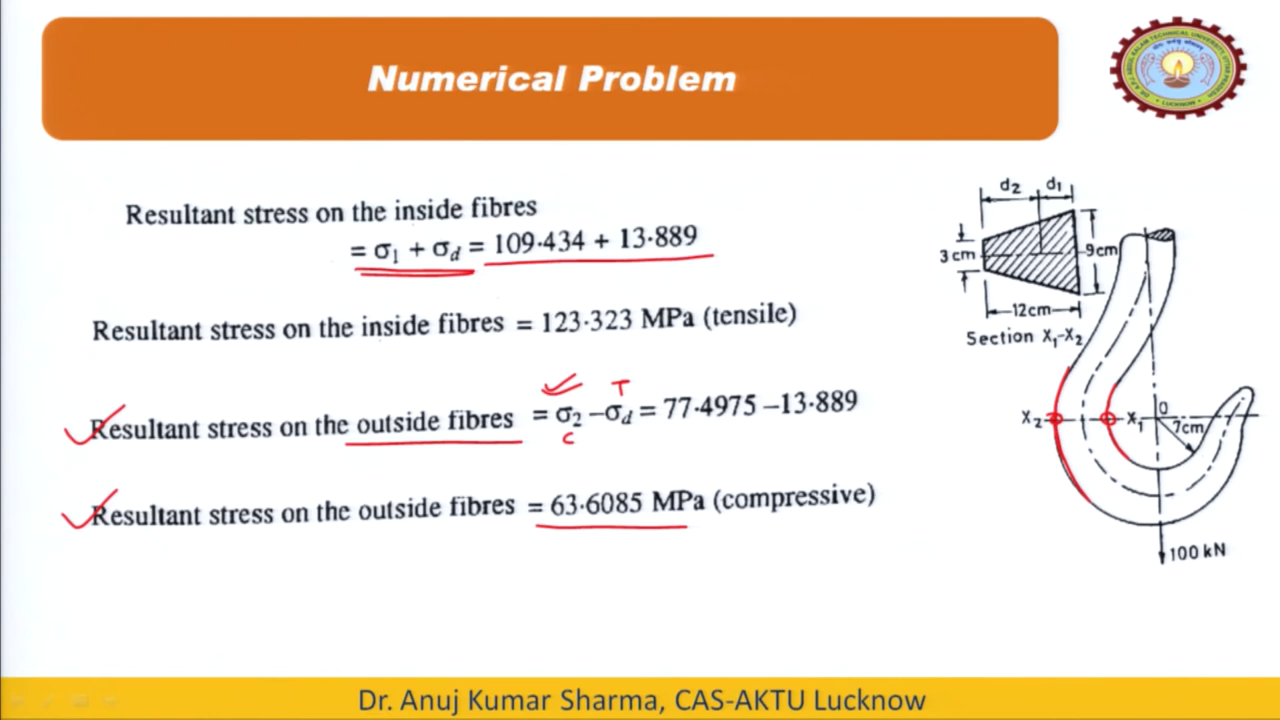 Numerical Problem
Resultant stress on the inside fibres
= σ₁ + σ_d = 109·434 + 13·889
Resultant stress on the inside fibres = 123·323 MPa (tensile)
T
Resultant stress on the outside fibres = σ₂ – σ_d = 77·4975 – 13·889
C
Resultant stress on the outside fibres = 63·6085 MPa (compressive)
d₂ d₁
3 cm
9cm
12cm
Section X₁-X₂
X₂ X₁ O
7cm
100 kN
LUCKNOW
Dr. Anuj Kumar Sharma, CAS-AKTU Lucknow